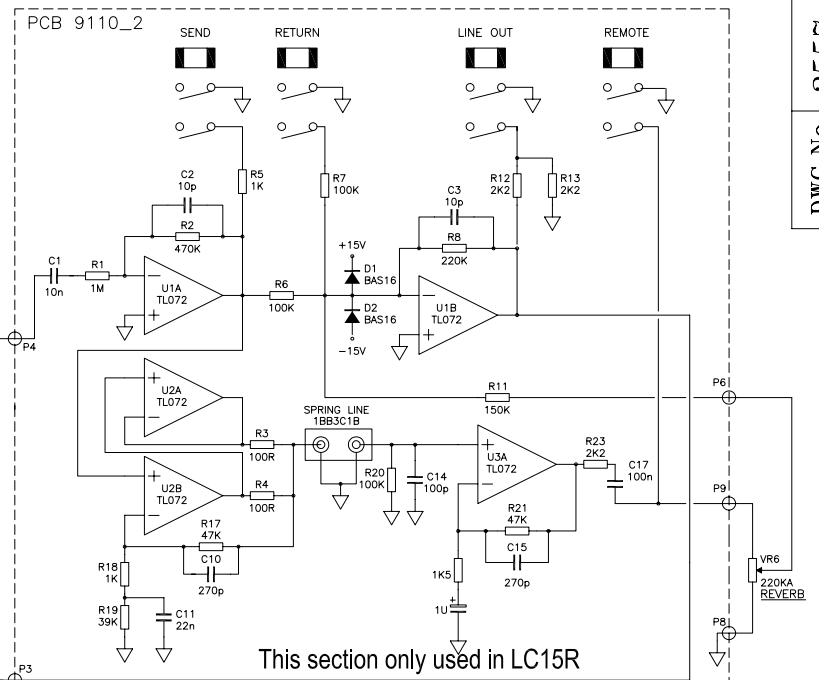 PCB 9110_2
SEND
RETURN
LINE OUT
REMOTE
DWG No.
C2
10p
R5
1K
R7
100K
C3
10p
R12
2K2
R13
2K2
R2
470K
R8
220K
+15V
D1
BAS16
C1
10n
R1
1M
U1A
TL072
R6
100K
D2
BAS16
U1B
TL072
-15V
P4
P6
R11
150K
U2A
TL072
SPRING LINE
1BB3C1B
R3
100R
U3A
TL072
R23
2K2
C17
100n
U2B
TL072
R4
100R
R20
100K
C14
100p
P9
R17
47K
R21
47K
C10
270p
C15
270p
R18
1K
1K5
VR6
220KA
REVERB
R19
39K
C11
22n
1U
P8
This section only used in LC15R
P3